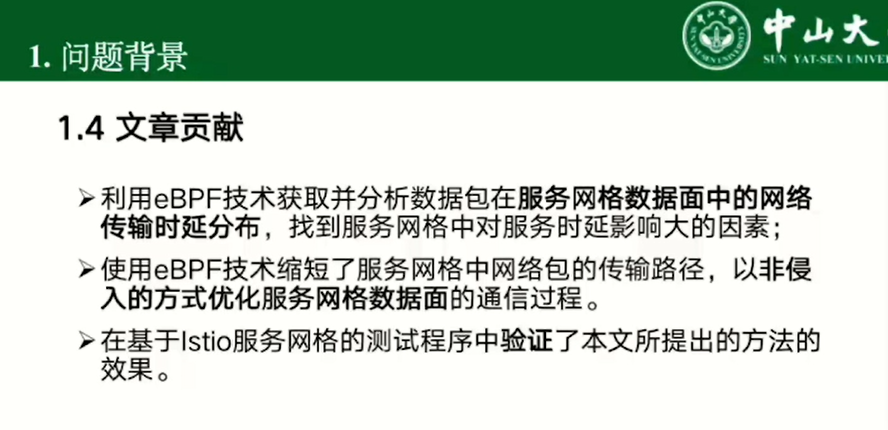 1. 问题背景
中山大
SUN YAT-SEN UNIVE
1.4 文章贡献
➢利用eBPF技术获取并分析数据包在服务网格数据面中的网络
传输时延分布，找到服务网格中对服务时延影响大的因素；
➢使用eBPF技术缩短了服务网格中网络包的传输路径，以非侵
入的方式优化服务网格数据面的通信过程。
➢在基于Istio服务网格的测试程序中验证了本文所提出的方法的
效果。